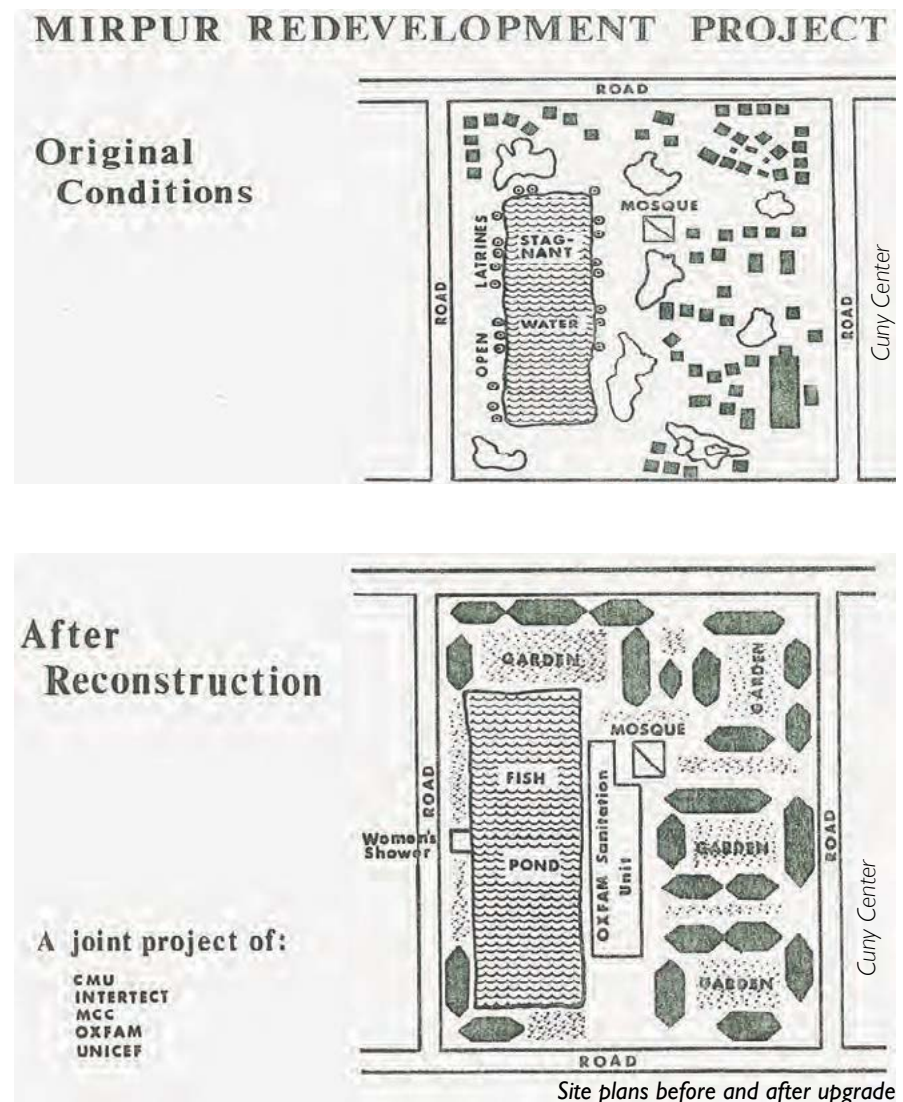 MIRPUR REDEVELOPMENT PROJECT
Original
Conditions
ROAD
MOSQUE
LATRINES
OPEN
STAG-
NANT
WATER
ROAD
ROAD
Cuny Center
After
Reconstruction
GARDEN
GARDEN
MOSQUE
FISH
POND
ROAD
Women's
Shower
OXFAM Sanitation
Unit
GARDEN
ROAD
GARDEN
Cuny Center
A joint project of:
CMU
INTERTECT
MCC
OXFAM
UNICEF
ROAD
Site plans before and after upgrade